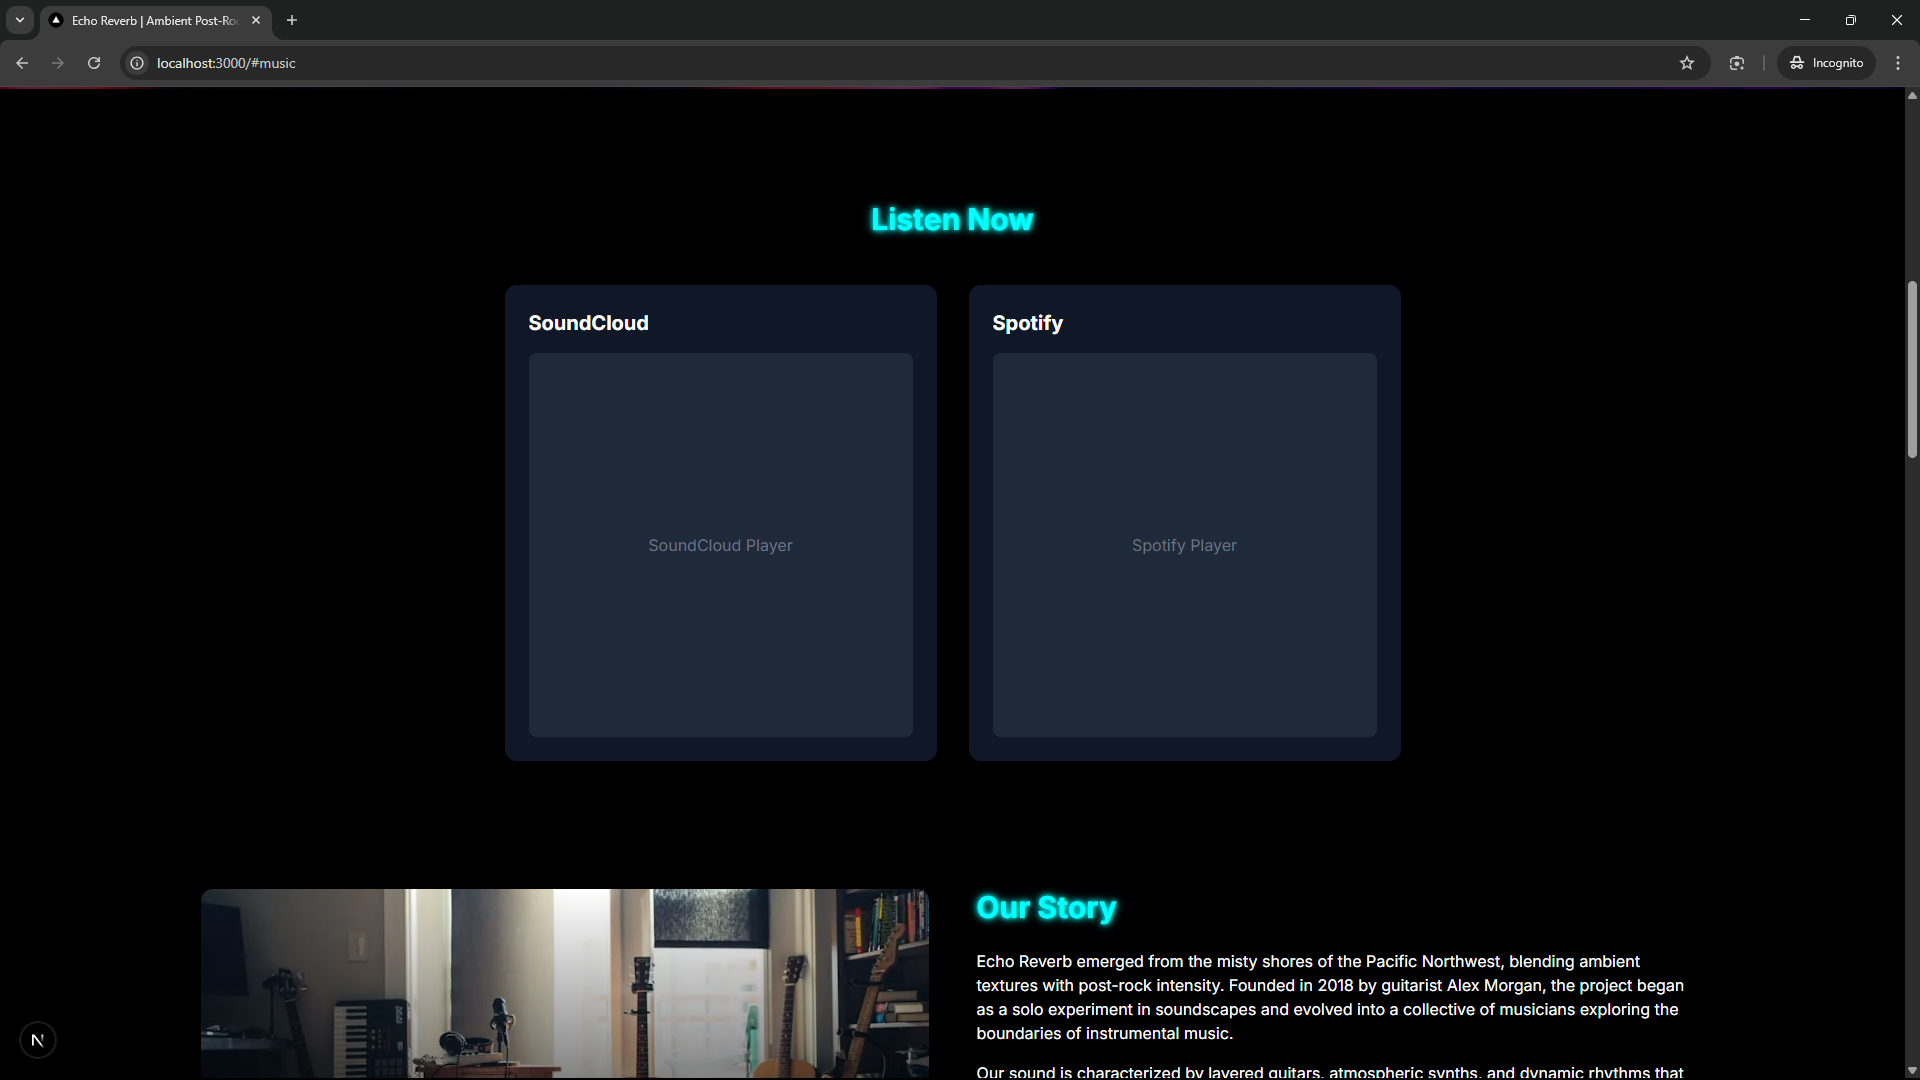 Echo Reverb | Ambient Post-Ro
localhost:3000/#music
Incognito
Listen Now
SoundCloud
SoundCloud Player
Spotify
Spotify Player
Our Story
Echo Reverb emerged from the misty shores of the Pacific Northwest, blending ambient
textures with post-rock intensity. Founded in 2018 by guitarist Alex Morgan, the project began
as a solo experiment in soundscapes and evolved into a collective of musicians exploring the
boundaries of instrumental music.
Our sound is characterized by layered guitars, atmospheric synths, and dynamic rhythms that
N